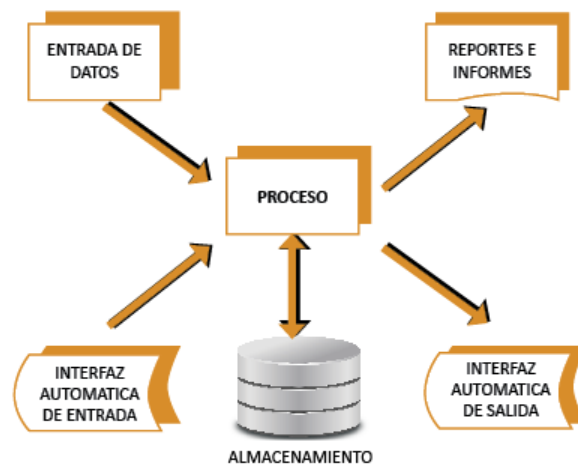 ENTRADA DE
DATOS
REPORTES E
INFORMES
PROCESO
INTERFAZ
AUTOMATICA
DE ENTRADA
INTERFAZ
AUTOMATICA
DE SALIDA
ALMACENAMIENTO